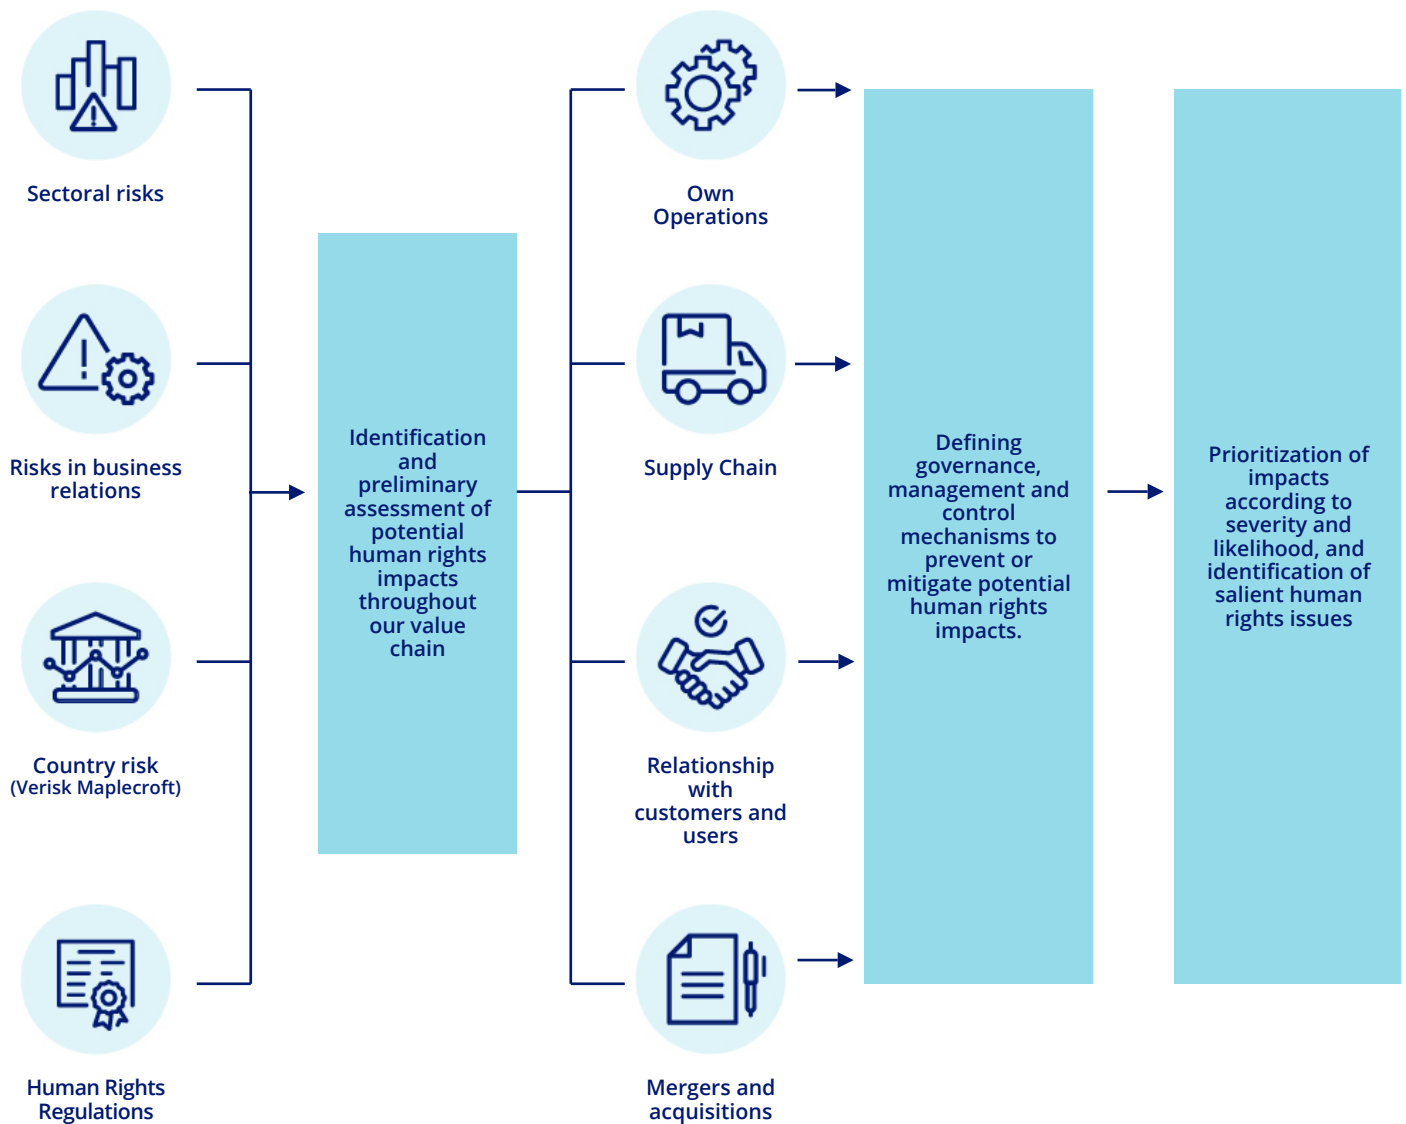 Sectoral risks
Risks in business
relations
Country risk
(Verisk Maplecroft)
Human Rights
Regulations
Identification
and
preliminary
assessment of
potential
human rights
impacts
throughout
our value
chain
Own
Operations
Supply Chain
Relationship
with
customers and
users
Mergers and
acquisitions
Defining
governance,
management and
control
mechanisms to
prevent or
mitigate potential
human rights
impacts.
Prioritization of
impacts
according to
severity and
likelihood, and
identification of
salient human
rights issues